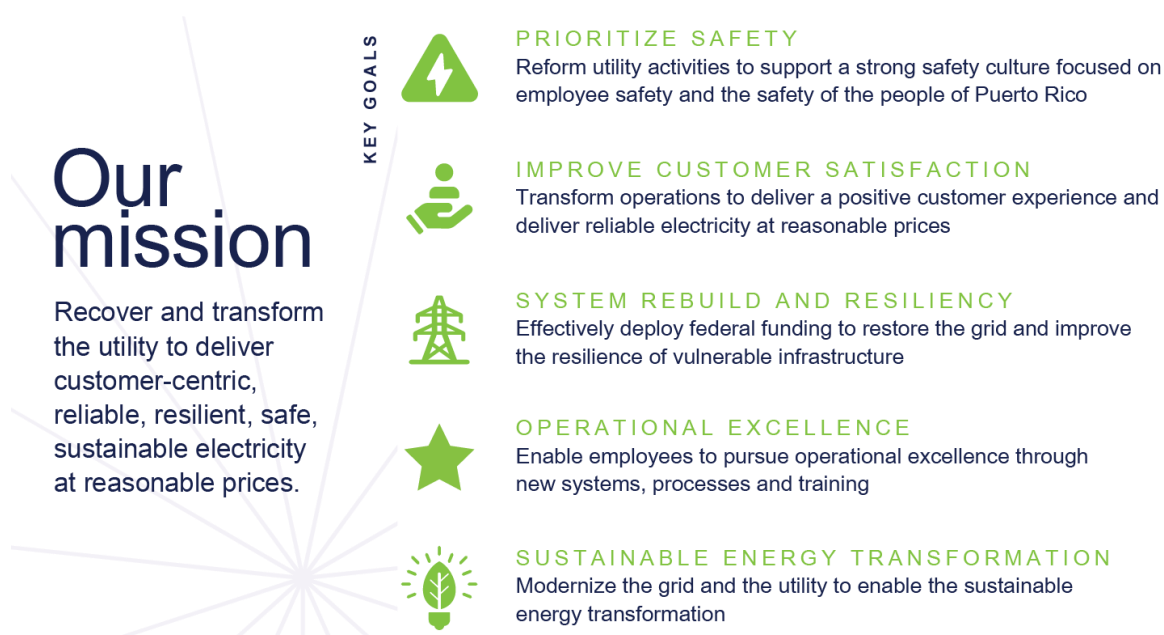 Our
mission
Recover and transform
the utility to deliver
customer-centric,
reliable, resilient, safe,
sustainable electricity
at reasonable prices.
KEY GOALS
PRIORITIZE SAFETY
Reform utility activities to support a strong safety culture focused on
employee safety and the safety of the people of Puerto Rico
IMPROVE CUSTOMER SATISFACTION
Transform operations to deliver a positive customer experience and
deliver reliable electricity at reasonable prices
SYSTEM REBUILD AND RESILIENCY
Effectively deploy federal funding to restore the grid and improve
the resilience of vulnerable infrastructure
OPERATIONAL EXCELLENCE
Enable employees to pursue operational excellence through
new systems, processes and training
SUSTAINABLE ENERGY TRANSFORMATION
Modernize the grid and the utility to enable the sustainable
energy transformation